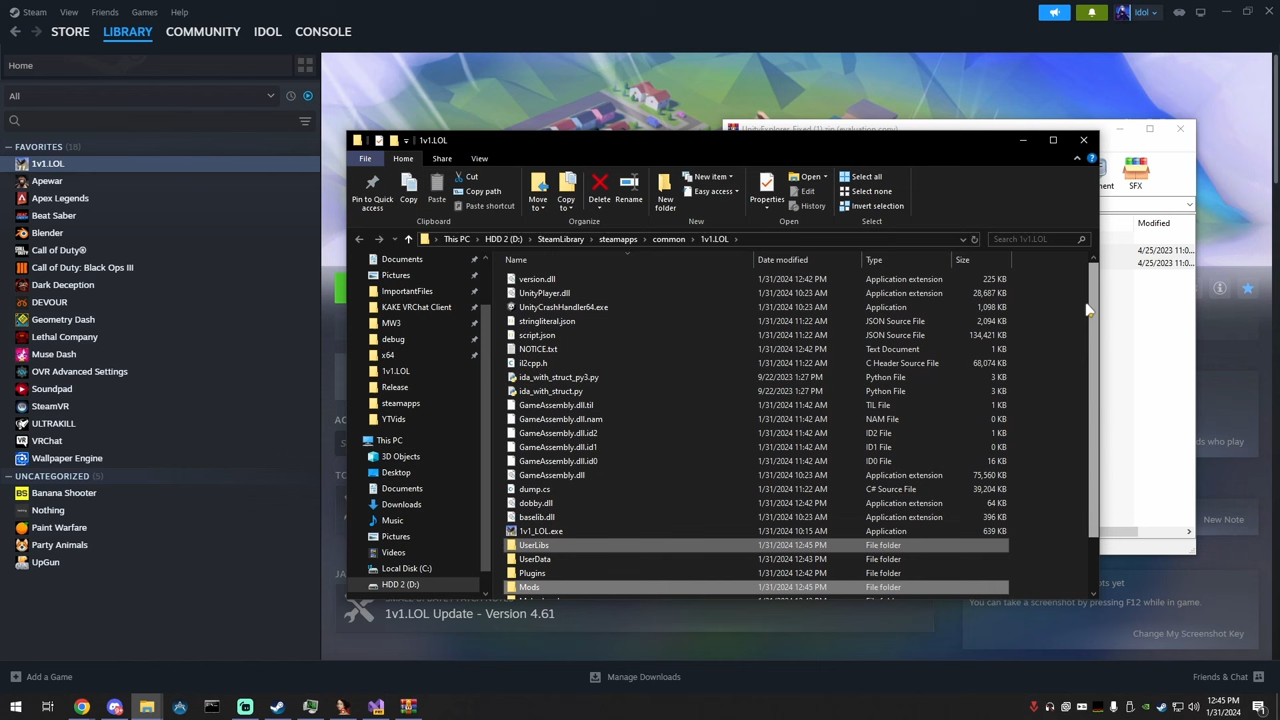 Steam View Friends Games Help
Idol
STORE LIBRARY COMMUNITY IDOL CONSOLE
Home
All
FAVORITES (18)
1v1.LOL
Apewar
Apex Legends
Beat Saber
Blender
Call of Duty®
Call of Duty: Black Ops III
Dark Deception
DEVOUR
Geometry Dash
Lethal Company
Muse Dash
OVR Advanced Settings
Soundpad
SteamVR
ULTRAKILL
VRChat
Wallpaper Engine
UNCATEGORIZED (5)
Banana Shooter
Nothing
Paint Warfare
Party Animals
UpGun
Add a Game
1v1.LOL
File Home Share View
Pin to Quick access
Copy
Paste
Cut
Copy path
Paste shortcut
Clipboard
Move to
Copy to
Delete
Rename
Organize
New folder
New item
Easy access
New
Properties
Open
Edit
History
Open
Select all
Select none
Invert selection
Select
This PC HDD 2 (D:) SteamLibrary steamapps common 1v1.LOL
Search 1v1.LOL
Documents
Pictures
ImportantFiles
KAKE VRChat Client
MW3
debug
x64
1v1.LOL
Release
steamapps
YTVids
This PC
3D Objects
Desktop
Documents
Downloads
Music
Pictures
Videos
Local Disk (C:)
HDD 2 (D:)
Name Date modified Type Size
version.dll 1/31/2024 12:42 PM Application extension 225 KB
UnityPlayer.dll 1/31/2024 10:23 AM Application extension 28,687 KB
UnityCrashHandler64.exe 1/31/2024 10:23 AM Application 1,098 KB
stringliteral.json 1/31/2024 11:22 AM JSON Source File 2,094 KB
script.json 1/31/2024 11:22 AM JSON Source File 134,421 KB
NOTICE.txt 1/31/2024 12:42 PM Text Document 1 KB
il2cpp.h 1/31/2024 11:22 AM C Header Source File 68,074 KB
ida_with_struct_py3.py 9/22/2023 1:27 PM Python File 3 KB
ida_with_struct.py 9/22/2023 1:27 PM Python File 3 KB
GameAssembly.dll.til 1/31/2024 11:42 AM TIL File 1 KB
GameAssembly.dll.nam 1/31/2024 11:42 AM NAM File 0 KB
GameAssembly.dll.id2 1/31/2024 11:42 AM ID2 File 1 KB
GameAssembly.dll.id1 1/31/2024 11:42 AM ID1 File 0 KB
GameAssembly.dll.id0 1/31/2024 11:42 AM ID0 File 16 KB
GameAssembly.dll 1/31/2024 10:23 AM Application extension 75,560 KB
dump.cs 1/31/2024 11:22 AM C# Source File 39,204 KB
dobby.dll 1/31/2024 12:42 PM Application extension 64 KB
baselib.dll 1/31/2024 10:23 AM Application extension 396 KB
1v1_LOL.exe 1/31/2024 10:15 AM Application 639 KB
UserLibs 1/31/2024 12:45 PM File folder
UserData 1/31/2024 12:43 PM File folder
Plugins 1/31/2024 12:42 PM File folder
Mods 1/31/2024 12:45 PM File folder
UnityExplorer Fixed (1).zip (evaluation copy)
SFX
Modified
4/25/2023 11:0...
4/25/2023 11:0...
ds who play
New Note
ots yet
You can take a screenshot by pressing F12 while in game.
Change My Screenshot Key
1v1.LOL Update - Version 4.61
Manage Downloads
Friends & Chat
12:45 PM
1/31/2024